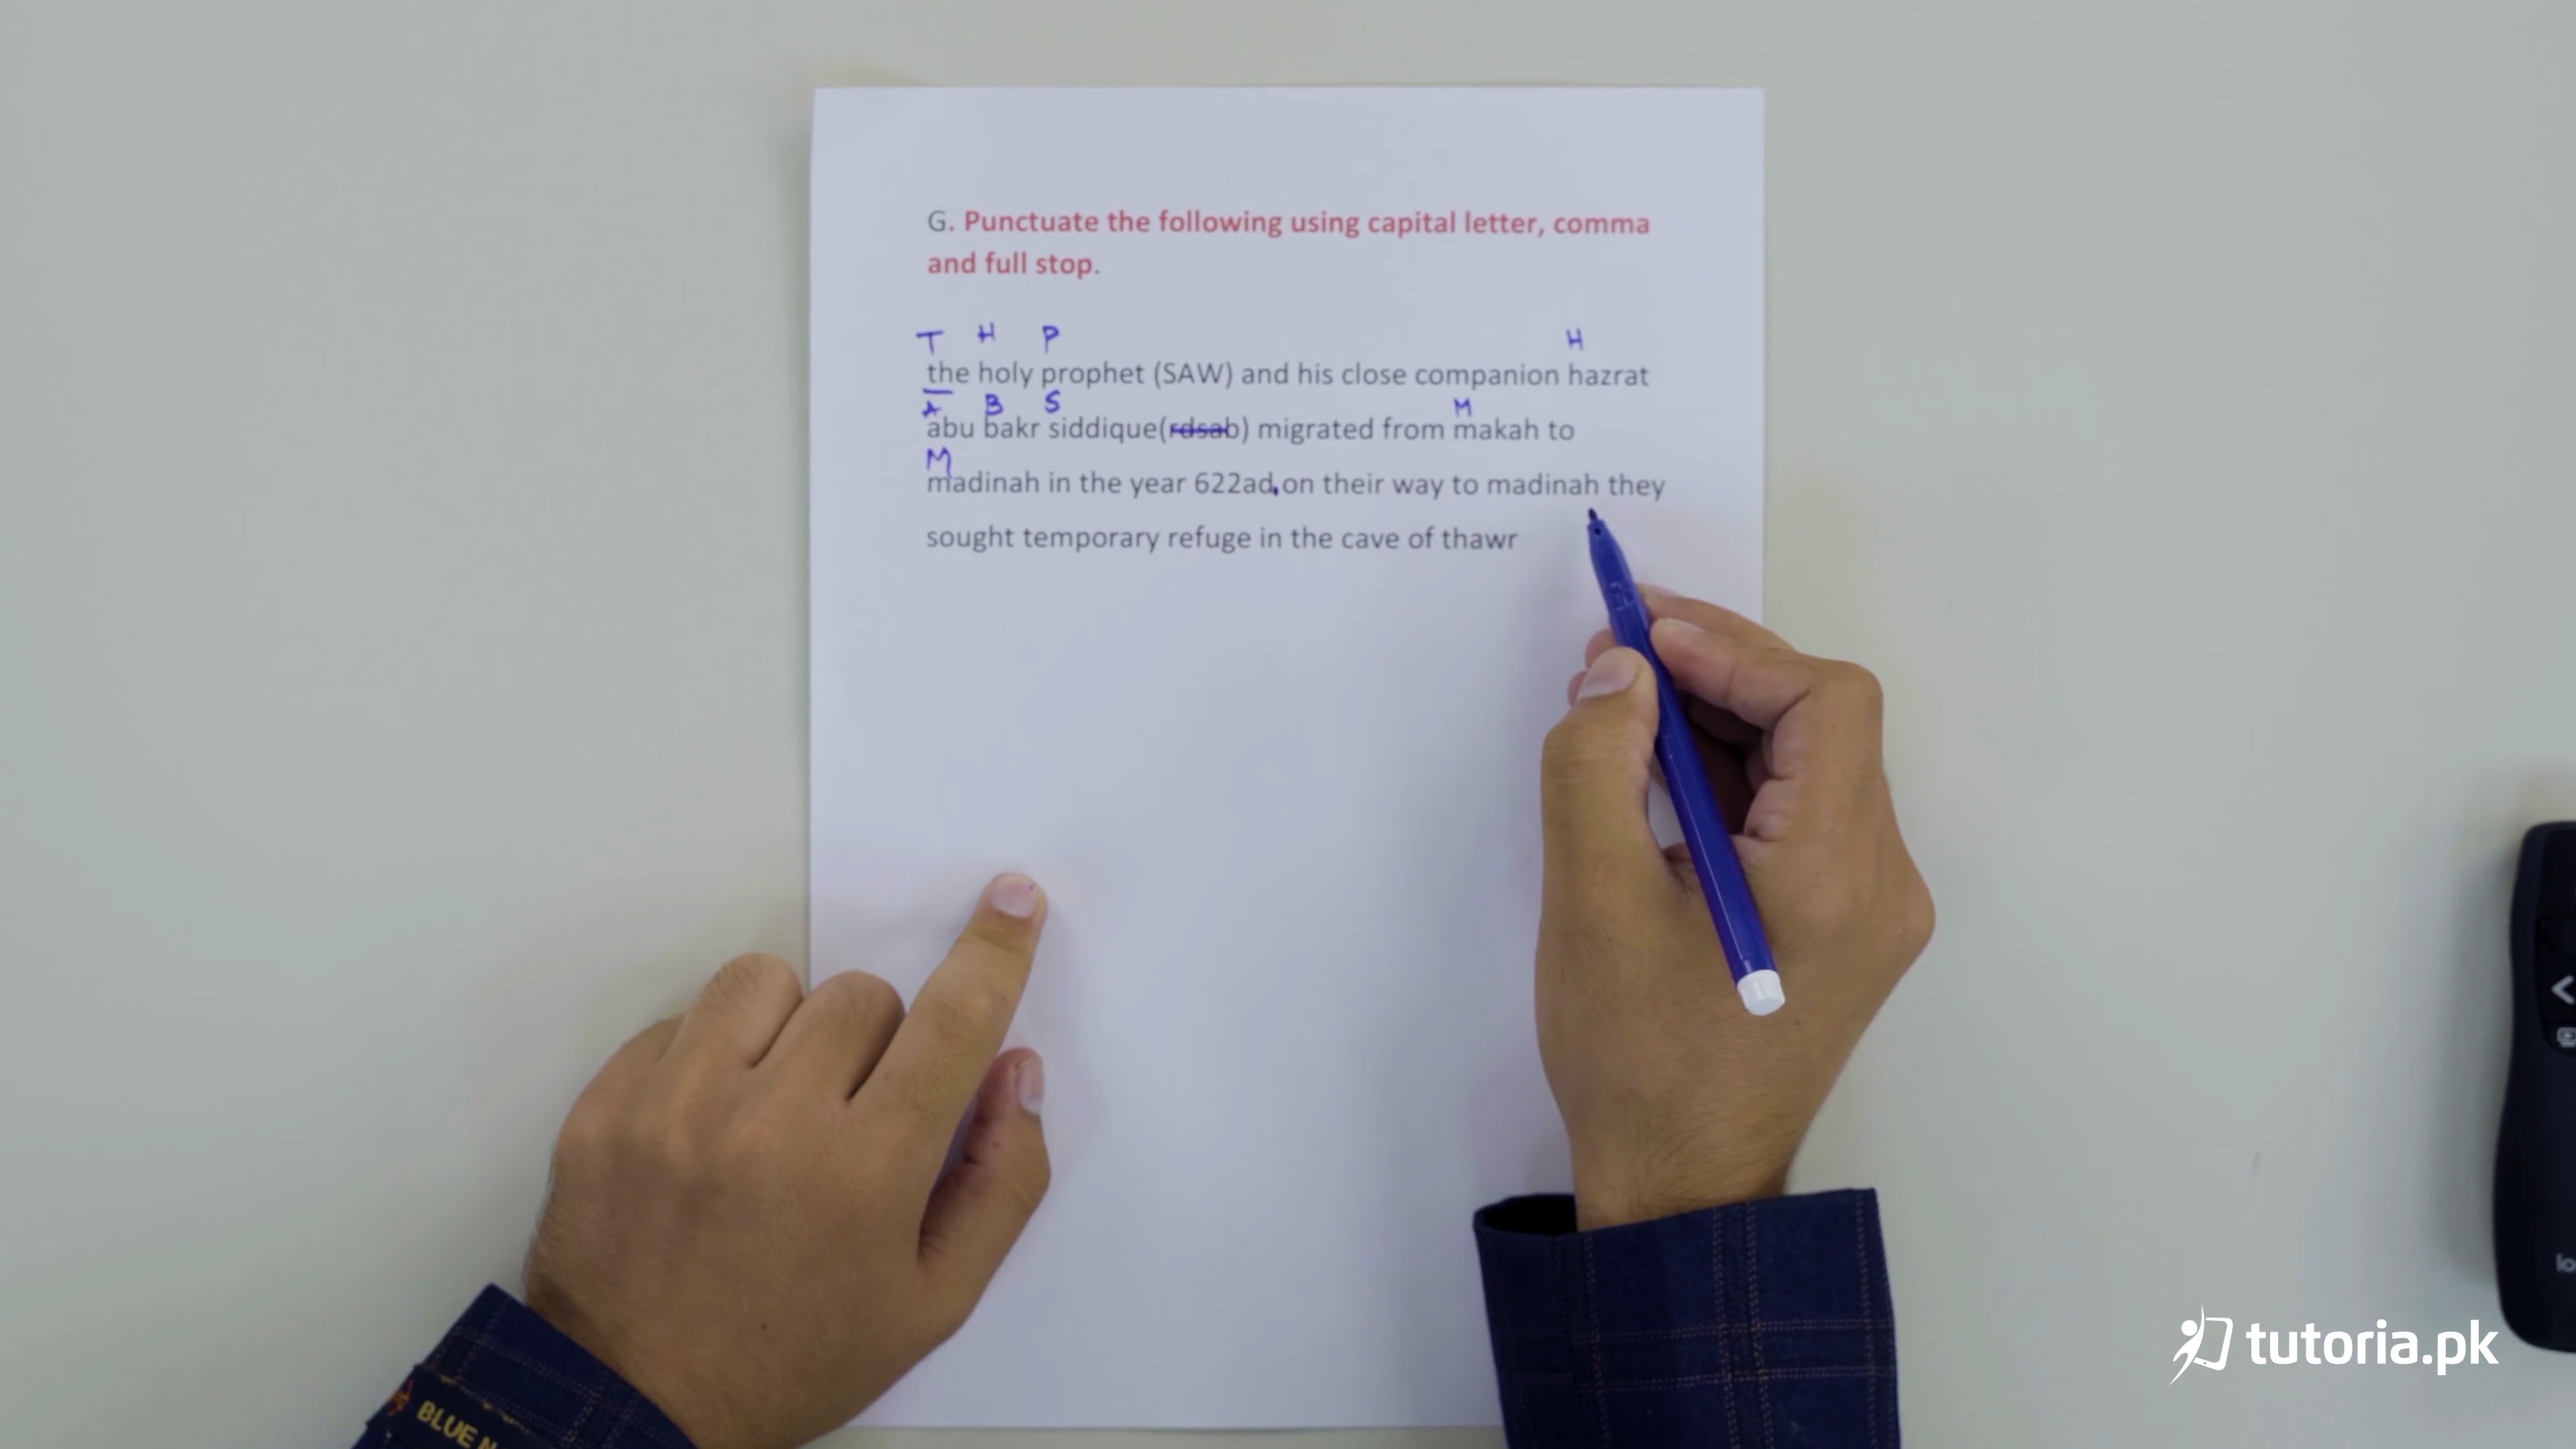 G. Punctuate the following using capital letter, comma
and full stop.
T H P H
the holy prophet (SAW) and his close companion hazrat
A B S M
abu bakr siddique(rdsab) migrated from makah to
M
madinah in the year 622ad, on their way to madinah they
sought temporary refuge in the cave of thawr
BLUE
lo
tutoria.pk